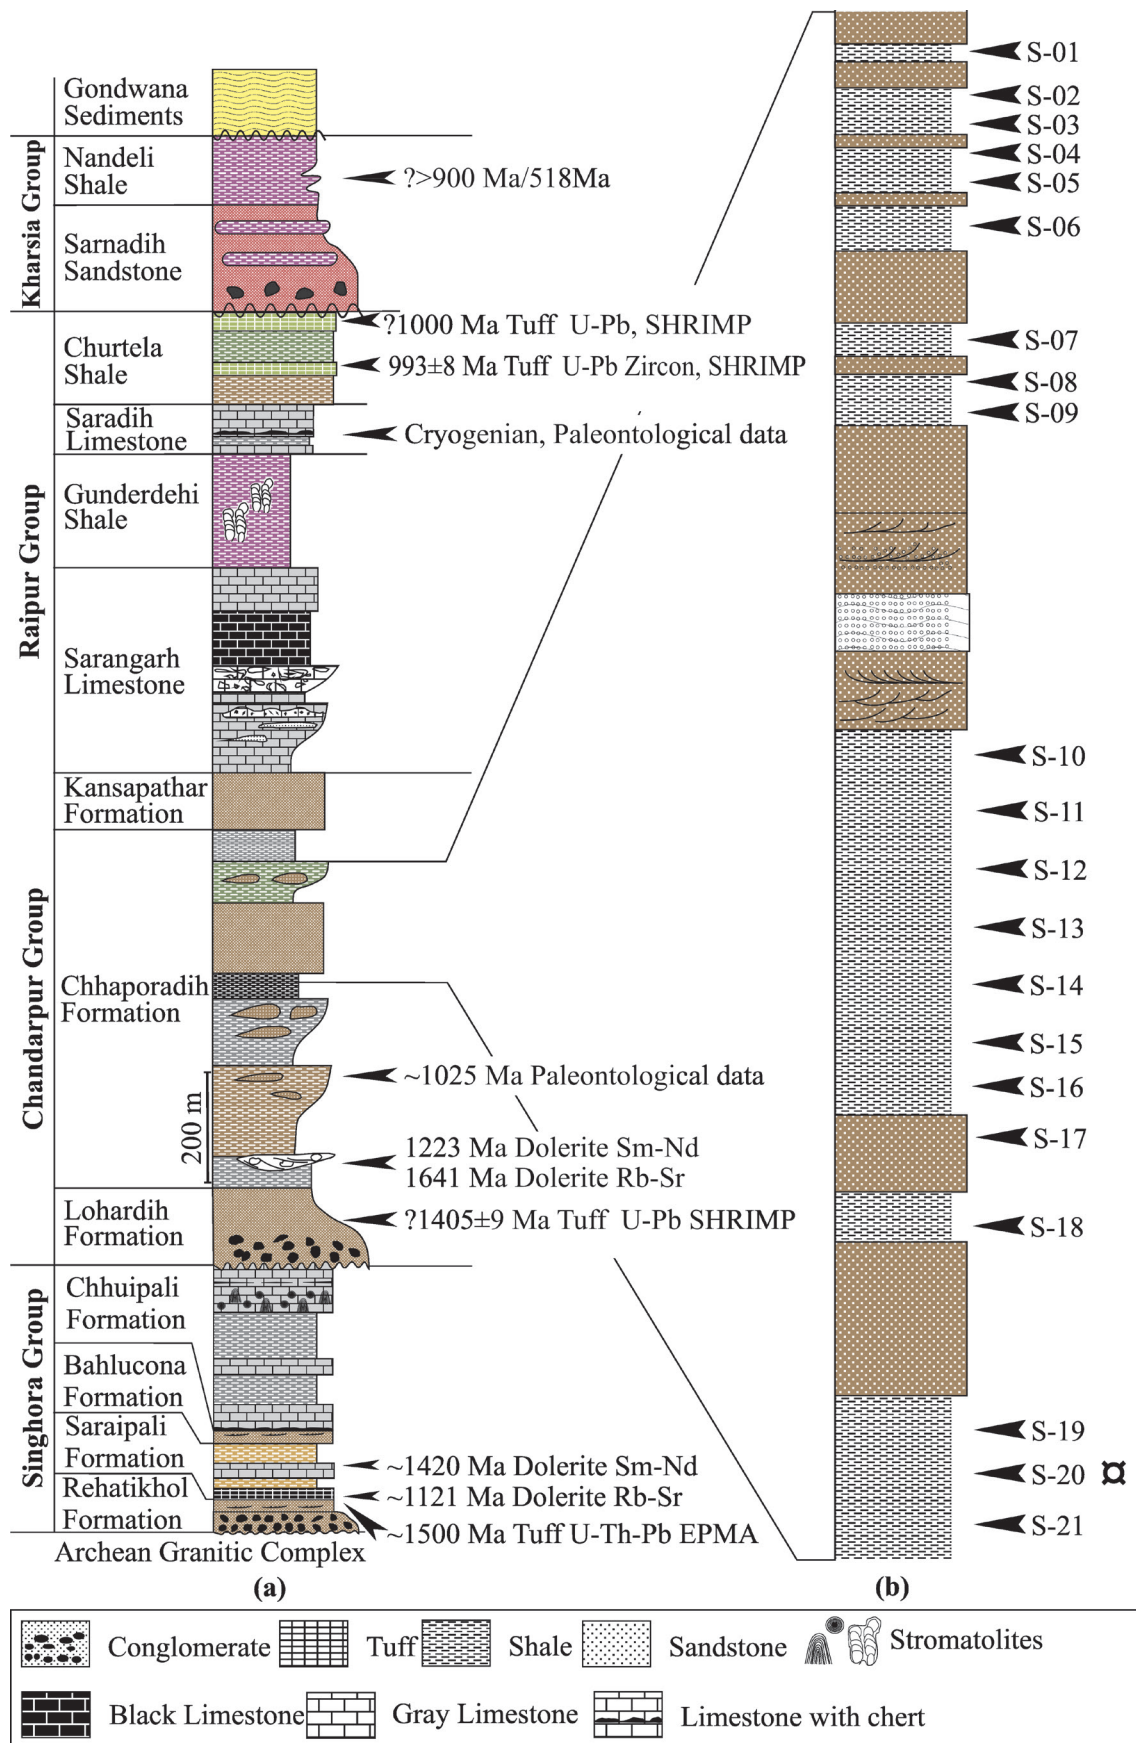 Gondwana
Sediments
Kharsia Group
Nandeli
Shale
?>900 Ma/518Ma
Sarnadih
Sandstone
Raipur Group
Churtela
Shale
?1000 Ma Tuff U-Pb, SHRIMP
993±8 Ma Tuff U-Pb Zircon, SHRIMP
Saradih
Limestone
Cryogenian, Paleontological data
Gunderdehi
Shale
Sarangarh
Limestone
Chandarpur Group
Kansapathar
Formation
Chhaporadih
Formation
200 m
~1025 Ma Paleontological data
1223 Ma Dolerite Sm-Nd
1641 Ma Dolerite Rb-Sr
Lohardih
Formation
?1405±9 Ma Tuff U-Pb SHRIMP
Singhora Group
Chhuipali
Formation
Bahlucona
Formation
Saraipali
Formation
~1420 Ma Dolerite Sm-Nd
Rehatikhol
Formation
~1121 Ma Dolerite Rb-Sr
~1500 Ma Tuff U-Th-Pb EPMA
Archean Granitic Complex
(a)
S-01
S-02
S-03
S-04
S-05
S-06
S-07
S-08
S-09
S-10
S-11
S-12
S-13
S-14
S-15
S-16
S-17
S-18
S-19
S-20 ¤
S-21
(b)
Conglomerate
Tuff
Shale
Sandstone
Stromatolites
Black Limestone
Gray Limestone
Limestone with chert